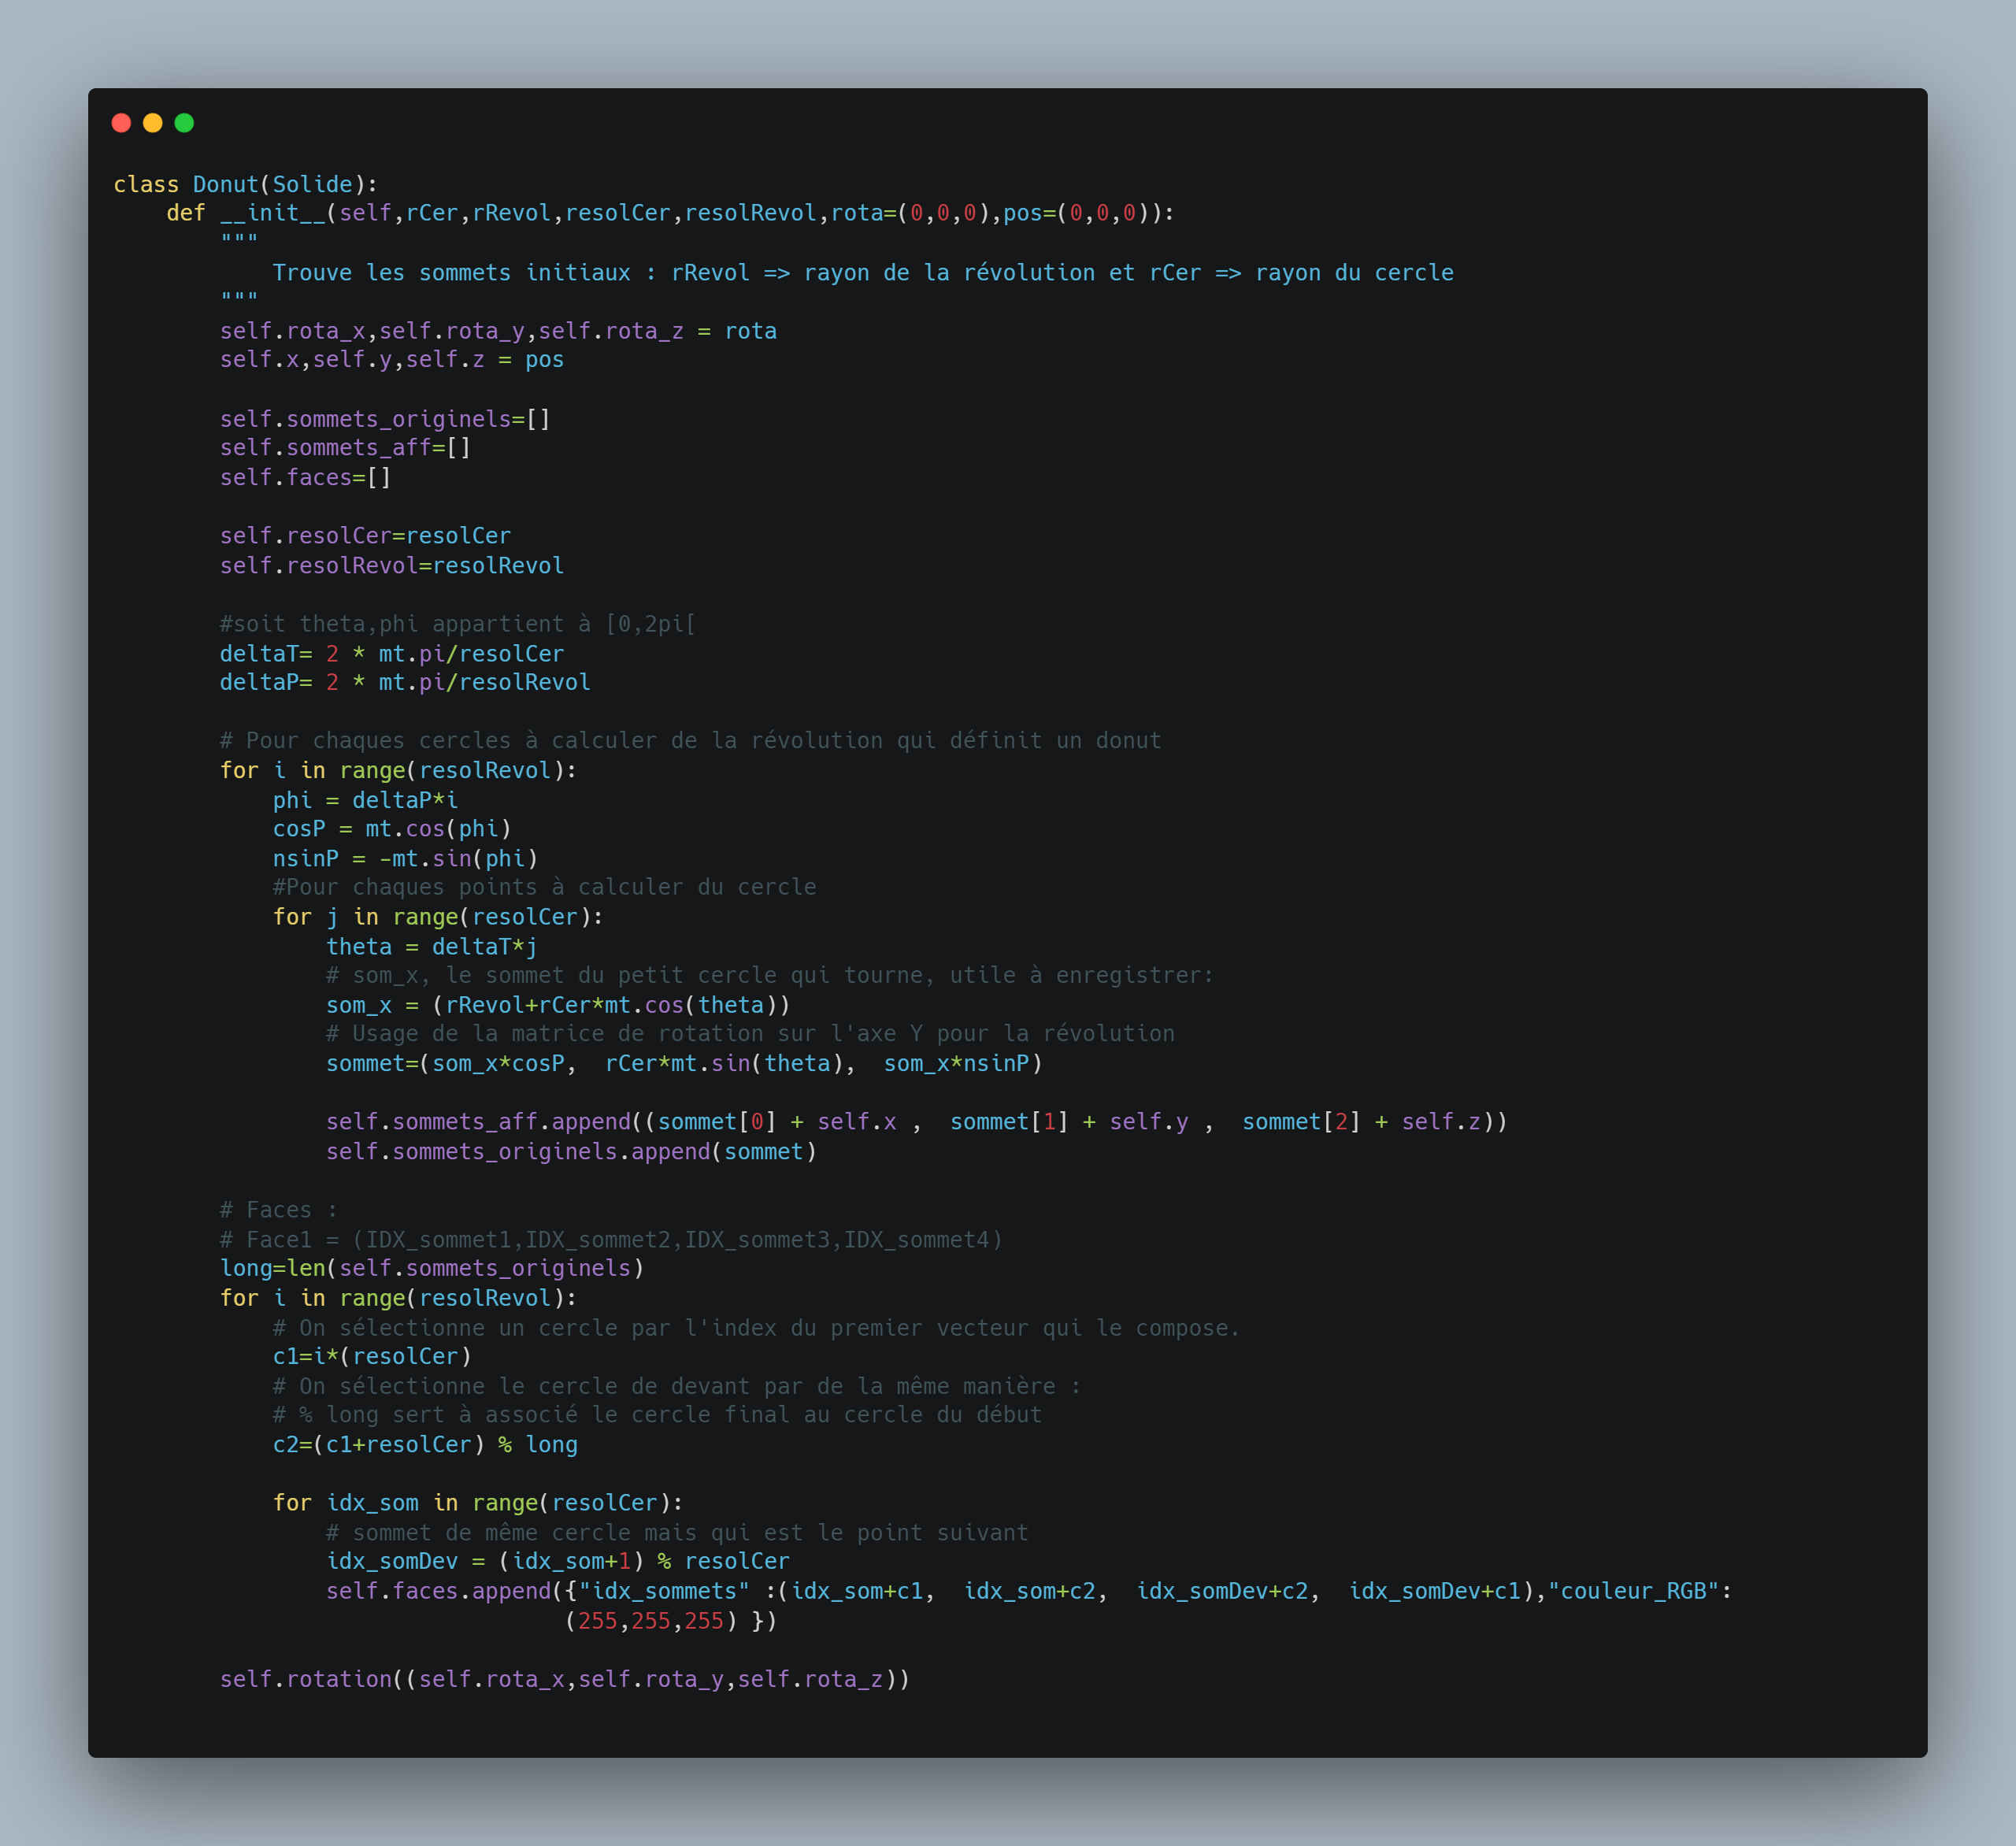 class Donut(Solide):
    def __init__(self,rCer,rRevol,resolCer,resolRevol,rota=(0,0,0),pos=(0,0,0)):
        """
            Trouve les sommets initiaux : rRevol => rayon de la révolution et rCer => rayon du cercle
        """
        self.rota_x,self.rota_y,self.rota_z = rota
        self.x,self.y,self.z = pos

        self.sommets_originels=[]
        self.sommets_aff=[]
        self.faces=[]

        self.resolCer=resolCer
        self.resolRevol=resolRevol

        #soit theta,phi appartient à [0,2pi[
        deltaT= 2 * mt.pi/resolCer
        deltaP= 2 * mt.pi/resolRevol

        # Pour chaques cercles à calculer de la révolution qui définit un donut
        for i in range(resolRevol):
            phi = deltaP*i
            cosP = mt.cos(phi)
            nsinP = -mt.sin(phi)
            #Pour chaques points à calculer du cercle
            for j in range(resolCer):
                theta = deltaT*j
                # som_x, le sommet du petit cercle qui tourne, utile à enregistrer:
                som_x = (rRevol+rCer*mt.cos(theta))
                # Usage de la matrice de rotation sur l'axe Y pour la révolution
                sommet=(som_x*cosP,  rCer*mt.sin(theta),  som_x*nsinP)

                self.sommets_aff.append((sommet[0] + self.x ,  sommet[1] + self.y ,  sommet[2] + self.z))
                self.sommets_originels.append(sommet)

        # Faces :
        # Face1 = (IDX_sommet1,IDX_sommet2,IDX_sommet3,IDX_sommet4)
        long=len(self.sommets_originels)
        for i in range(resolRevol):
            # On sélectionne un cercle par l'index du premier vecteur qui le compose.
            c1=i*(resolCer)
            # On sélectionne le cercle de devant par de la même manière :
            # % long sert à associé le cercle final au cercle du début
            c2=(c1+resolCer) % long

            for idx_som in range(resolCer):
                # sommet de même cercle mais qui est le point suivant
                idx_somDev = (idx_som+1) % resolCer
                self.faces.append({"idx_sommets" :(idx_som+c1,  idx_som+c2,  idx_somDev+c2,  idx_somDev+c1),"couleur_RGB":
                                  (255,255,255) })

        self.rotation((self.rota_x,self.rota_y,self.rota_z))